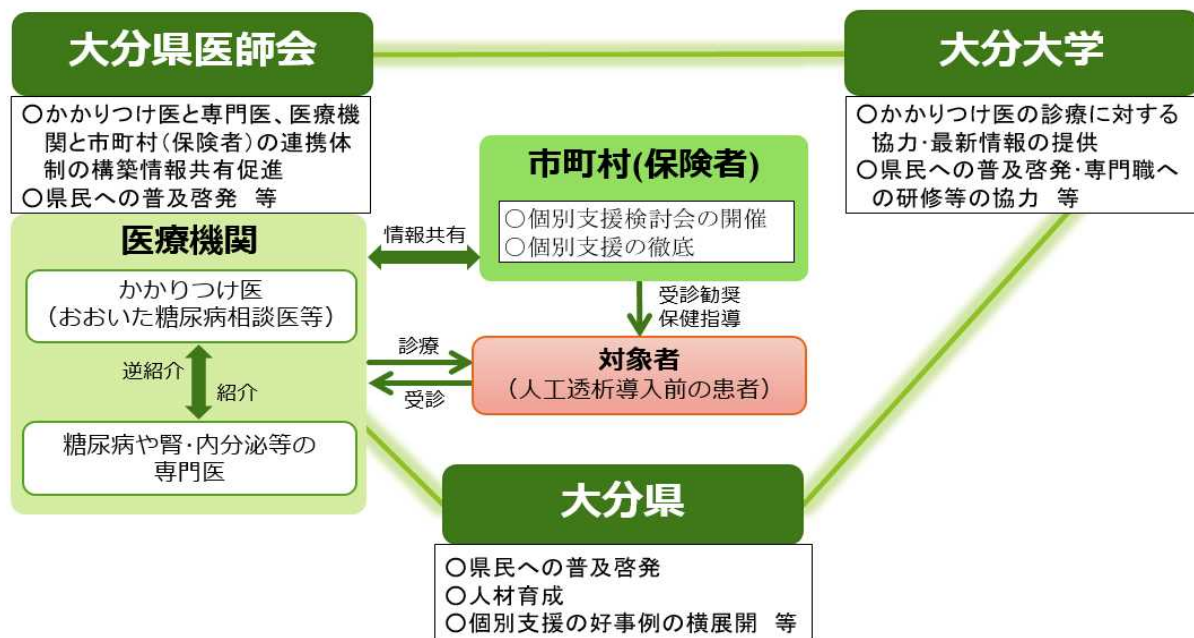 大分県医師会
○かかりつけ医と専門医、医療機
関と市町村(保険者)の連携体
制の構築情報共有促進
○県民への普及啓発 等
大分大学
○かかりつけ医の診療に対する
協力・最新情報の提供
○県民への普及啓発・専門職へ
の研修等の協力 等
市町村(保険者)
○個別支援検討会の開催
○個別支援の徹底
医療機関
かかりつけ医
(おおいた糖尿病相談医等)
逆紹介
紹介
糖尿病や腎・内分泌等の
専門医
情報共有
受診勧奨
保健指導
診療
受診
対象者
(人工透析導入前の患者)
大分県
○県民への普及啓発
○人材育成
○個別支援の好事例の横展開 等